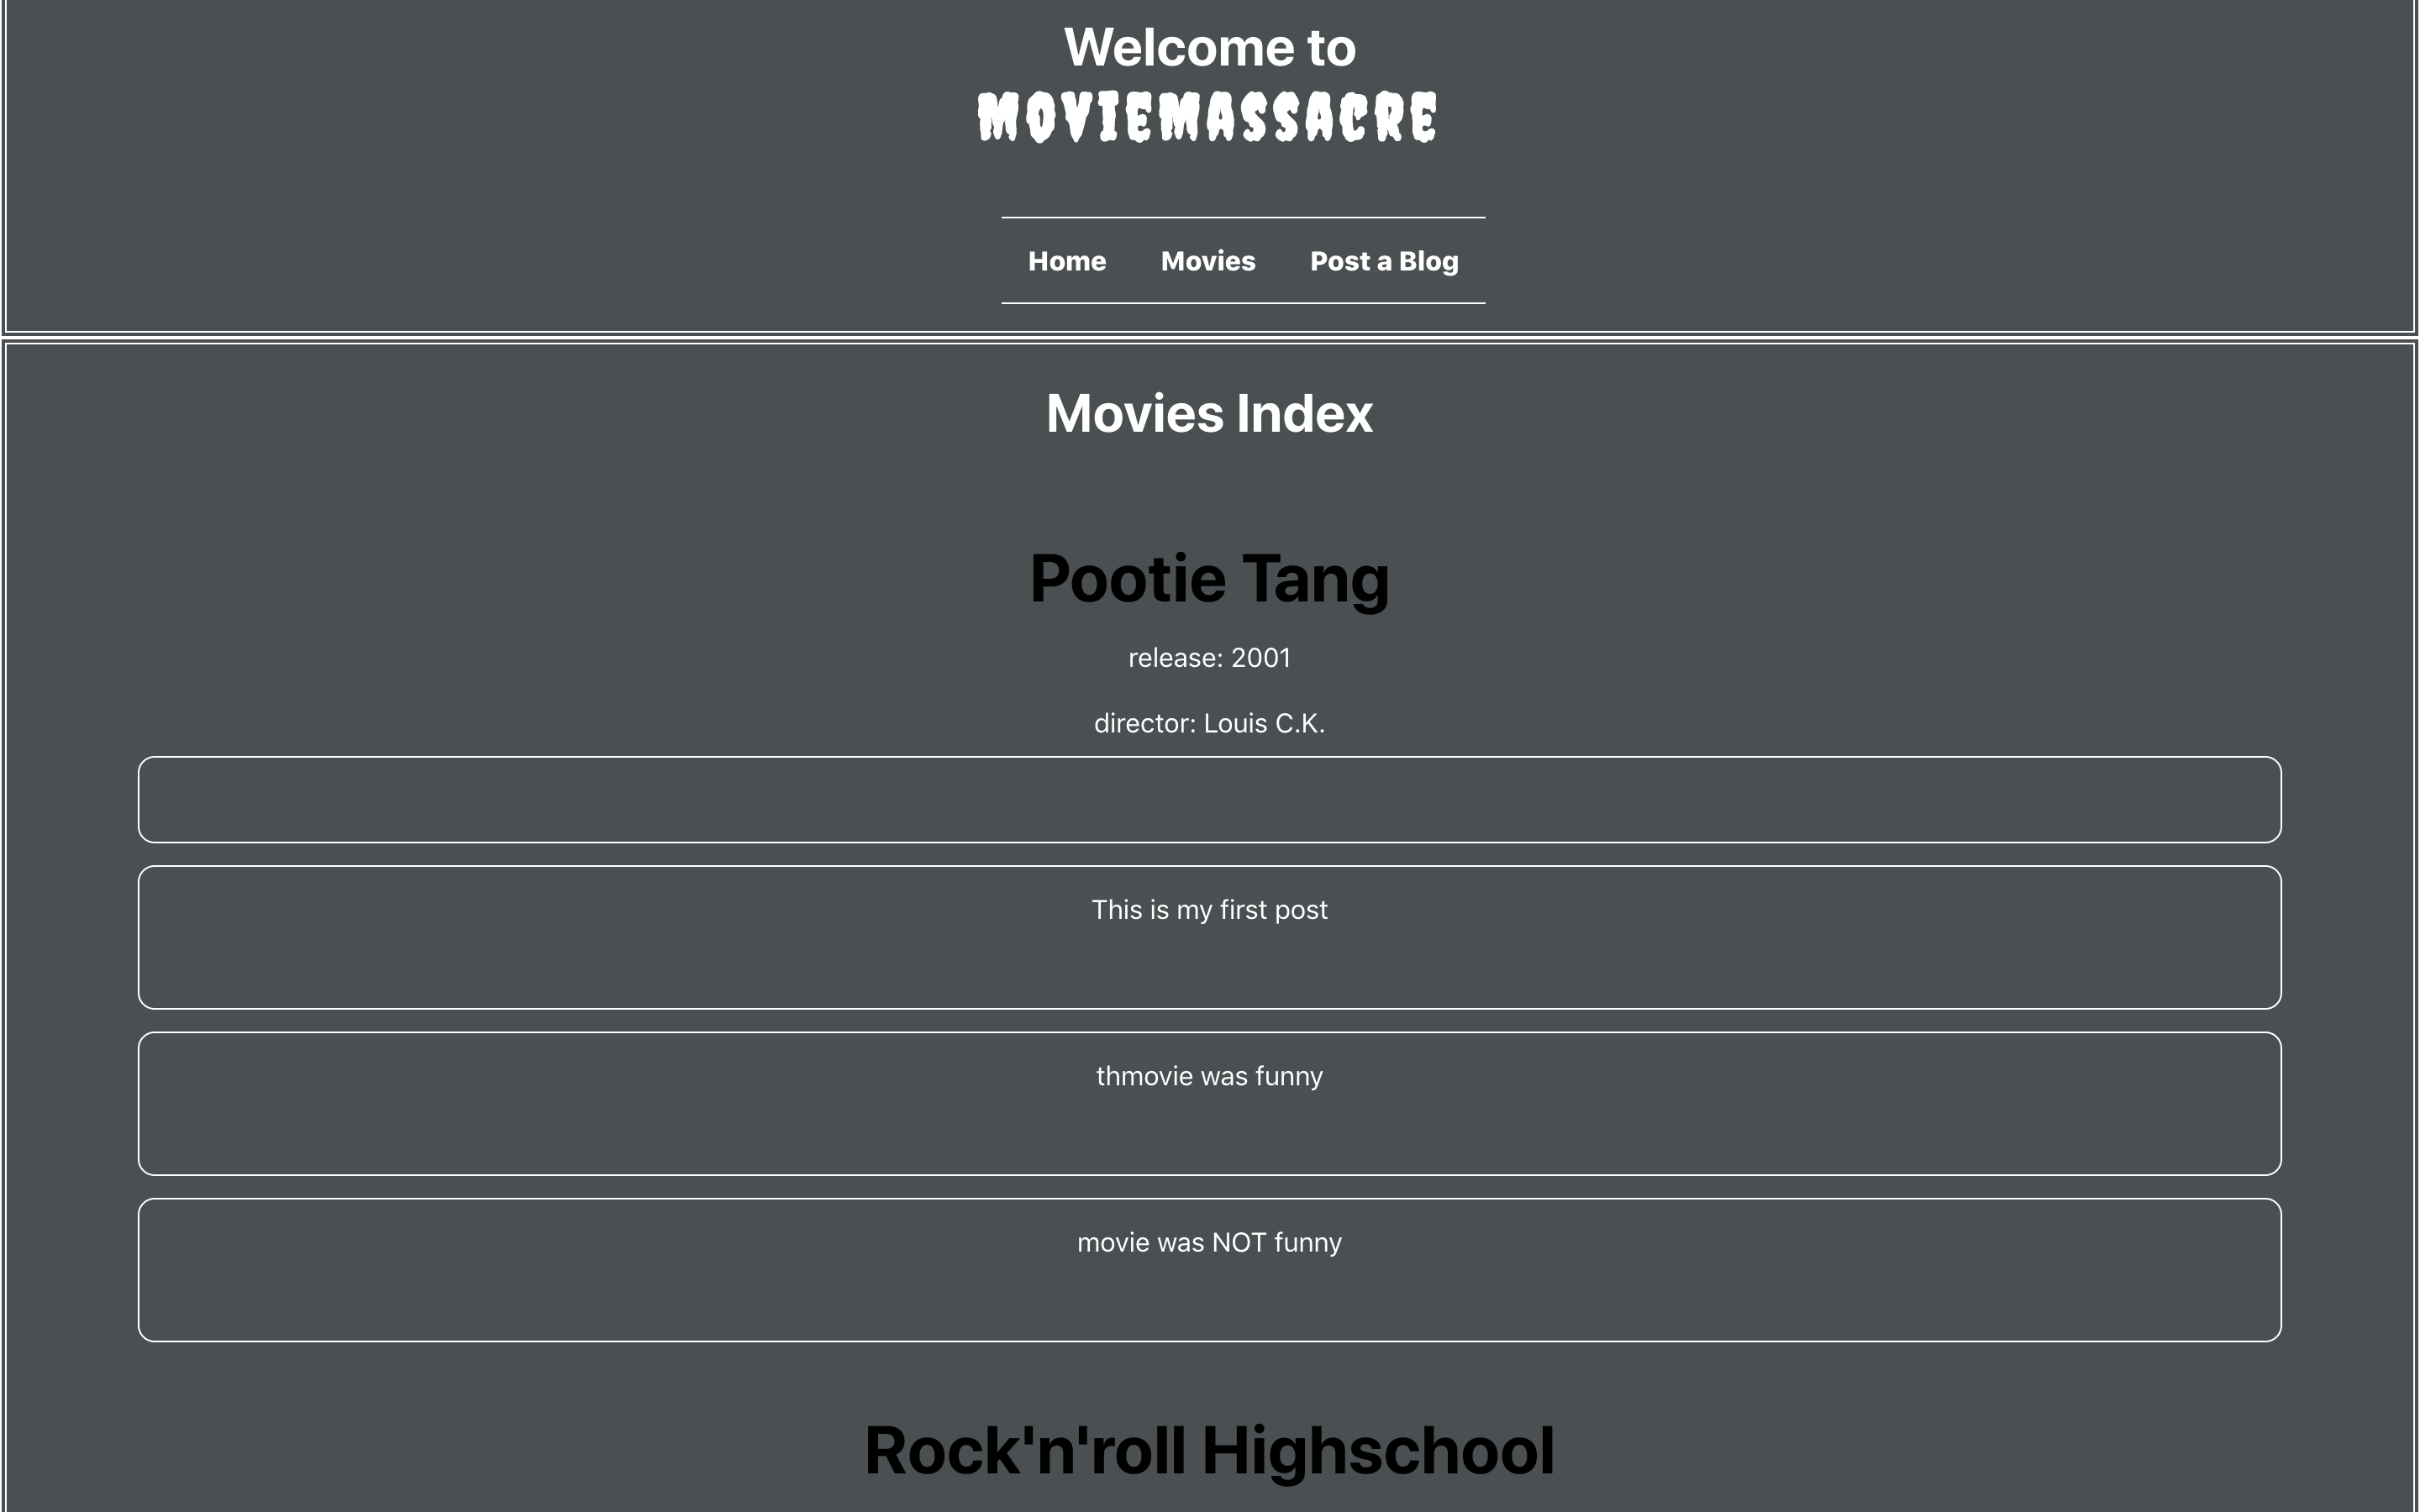 Welcome to
MOVIEMASSACRE
Home Movies Post a Blog
Movies Index
Pootie Tang
release: 2001
director: Louis C.K.
This is my first post
thmovie was funny
movie was NOT funny
Rock'n'roll Highschool